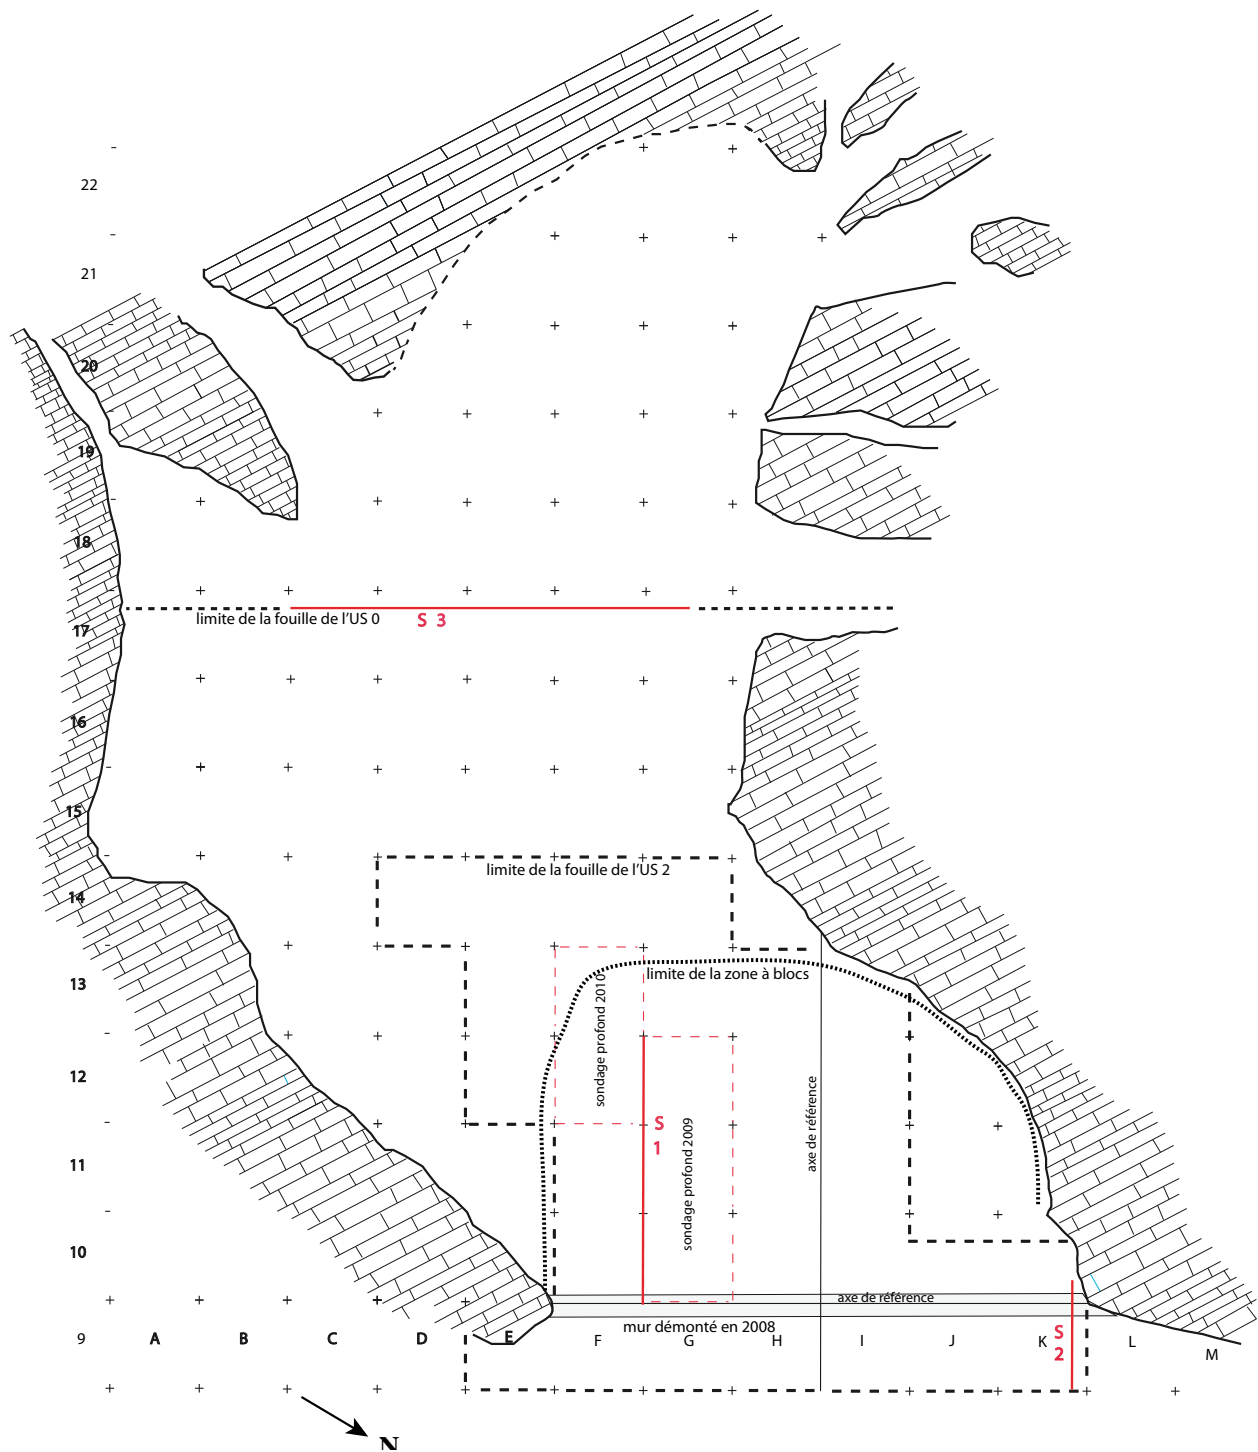 22
21
20
19
18
limite de la fouille de l'US 0
S 3
17
16
15
limite de la fouille de l'US 2
14
limite de la zone à blocs
13
sondage profond 2010
12
axe de référence
S
1
sondage profond 2009
11
10
axe de référence
mur démonté en 2008
S
2
9 A B C D E F G H I J K L M
N